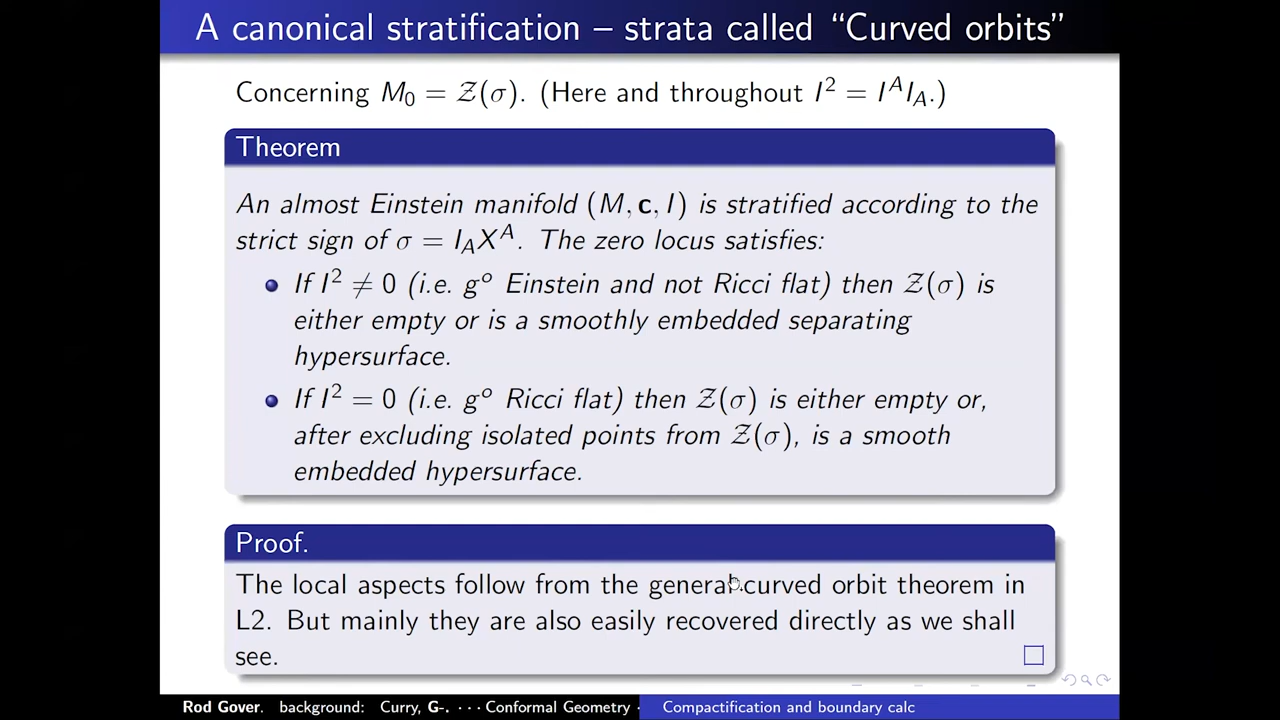 A canonical stratification – strata called “Curved orbits”
Concerning M₀ = 𝒵(σ). (Here and throughout I² = IᴬI_A.)
Theorem
An almost Einstein manifold (M, c, I) is stratified according to the
strict sign of σ = I_AXᴬ. The zero locus satisfies:
If I² ≠ 0 (i.e. gᵒ Einstein and not Ricci flat) then 𝒵(σ) is
either empty or is a smoothly embedded separating
hypersurface.
If I² = 0 (i.e. gᵒ Ricci flat) then 𝒵(σ) is either empty or,
after excluding isolated points from 𝒵(σ), is a smooth
embedded hypersurface.
Proof.
The local aspects follow from the general curved orbit theorem in
L2. But mainly they are also easily recovered directly as we shall
see.
Rod Gover. background: Curry, G-. ··· Conformal Geometry · Compactification and boundary calc